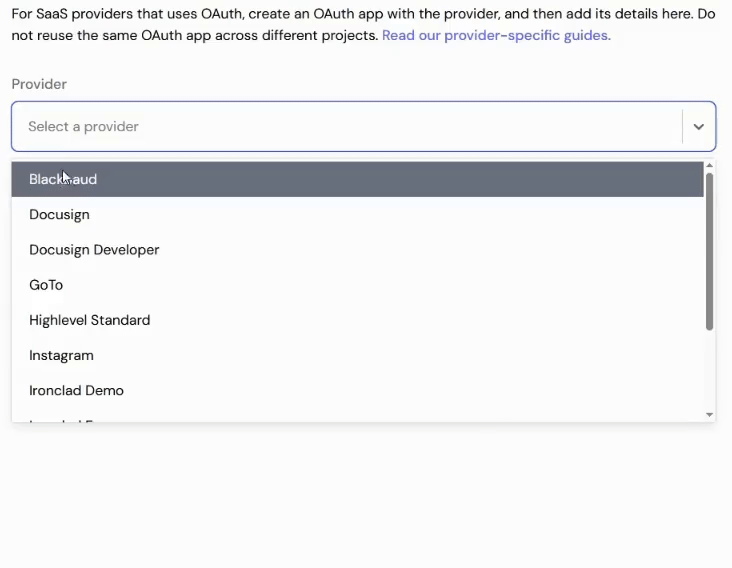 For SaaS providers that uses OAuth, create an OAuth app with the provider, and then add its details here. Do
not reuse the same OAuth app across different projects. Read our provider-specific guides.
Provider
Select a provider
Blackbaud
Docusign
Docusign Developer
GoTo
Highlevel Standard
Instagram
Ironclad Demo